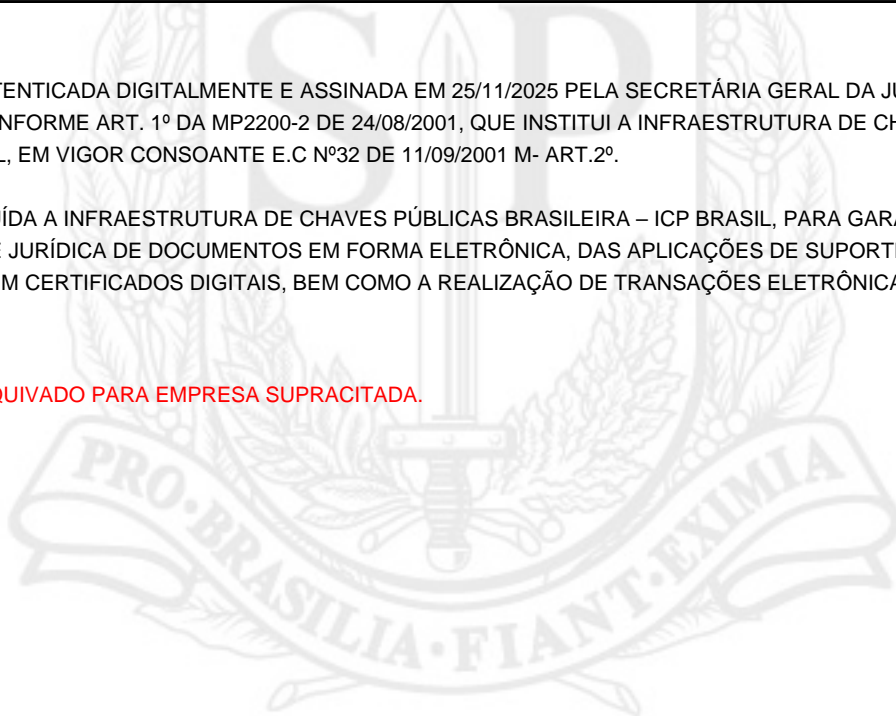 TENTICADA DIGITALMENTE E ASSINADA EM 25/11/2025 PELA SECRETÁRIA GERAL DA JU
NFORME ART. 1º DA MP2200-2 DE 24/08/2001, QUE INSTITUI A INFRAESTRUTURA DE CH
L, EM VIGOR CONSOANTE E.C Nº32 DE 11/09/2001 M- ART.2º.
UÍDA A INFRAESTRUTURA DE CHAVES PÚBLICAS BRASILEIRA – ICP BRASIL, PARA GARA
E JURÍDICA DE DOCUMENTOS EM FORMA ELETRÔNICA, DAS APLICAÇÕES DE SUPORTE
M CERTIFICADOS DIGITAIS, BEM COMO A REALIZAÇÃO DE TRANSAÇÕES ELETRÔNICA
QUIVADO PARA EMPRESA SUPRACITADA.
SP
PRO·BRASILIA·FIANT·EXIMIA